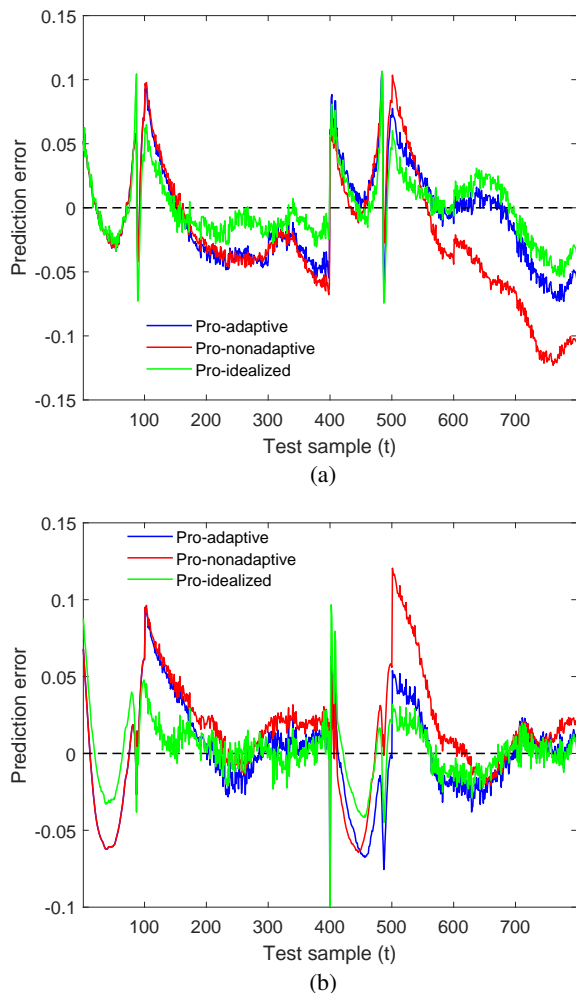 0.15
0.1
0.05
0
-0.05
-0.1
-0.15
Prediction error
Pro-adaptive
Pro-nonadaptive
Pro-idealized
100 200 300 400 500 600 700
Test sample (t)
(a)
0.15
0.1
0.05
0
-0.05
-0.1
Prediction error
Pro-adaptive
Pro-nonadaptive
Pro-idealized
100 200 300 400 500 600 700
Test sample (t)
(b)